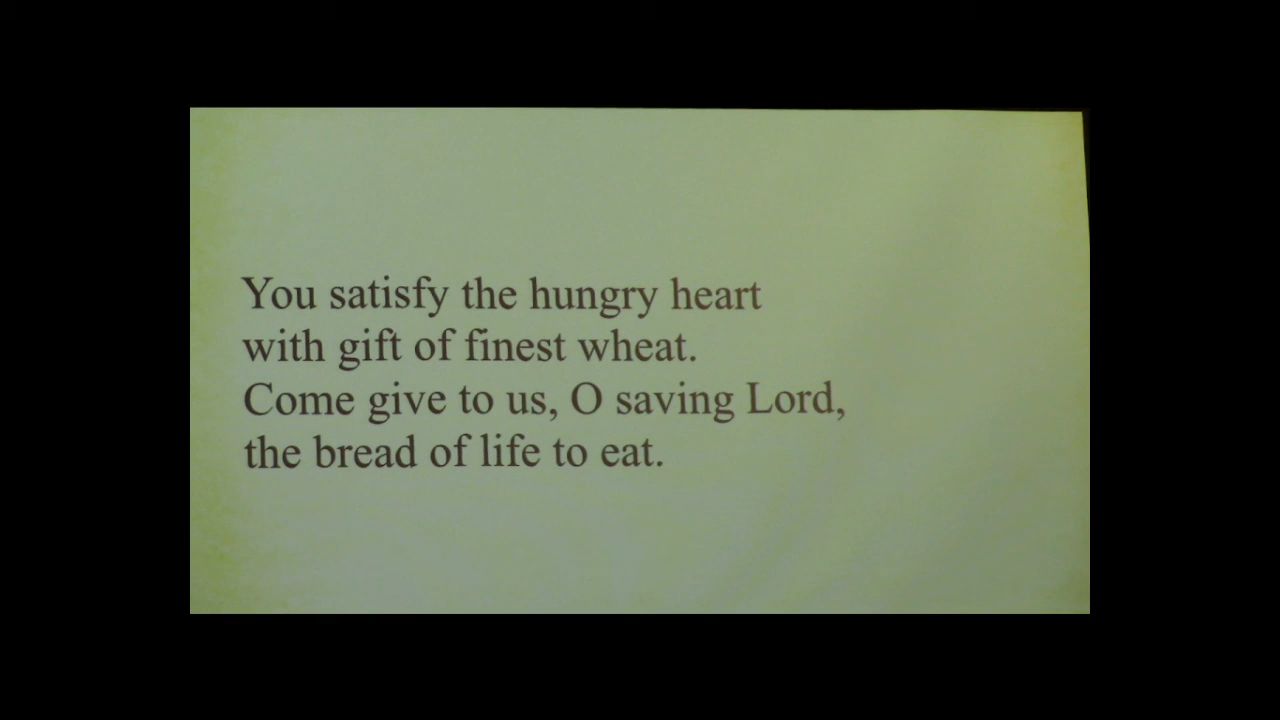 You satisfy the hungry heart
with gift of finest wheat.
Come give to us, O saving Lord,
the bread of life to eat.